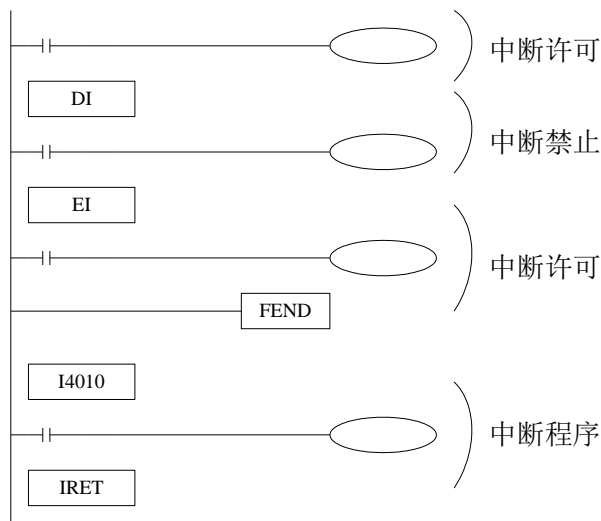 中断许可
DI
中断禁止
EI
中断许可
FEND
I4010
中断程序
IRET